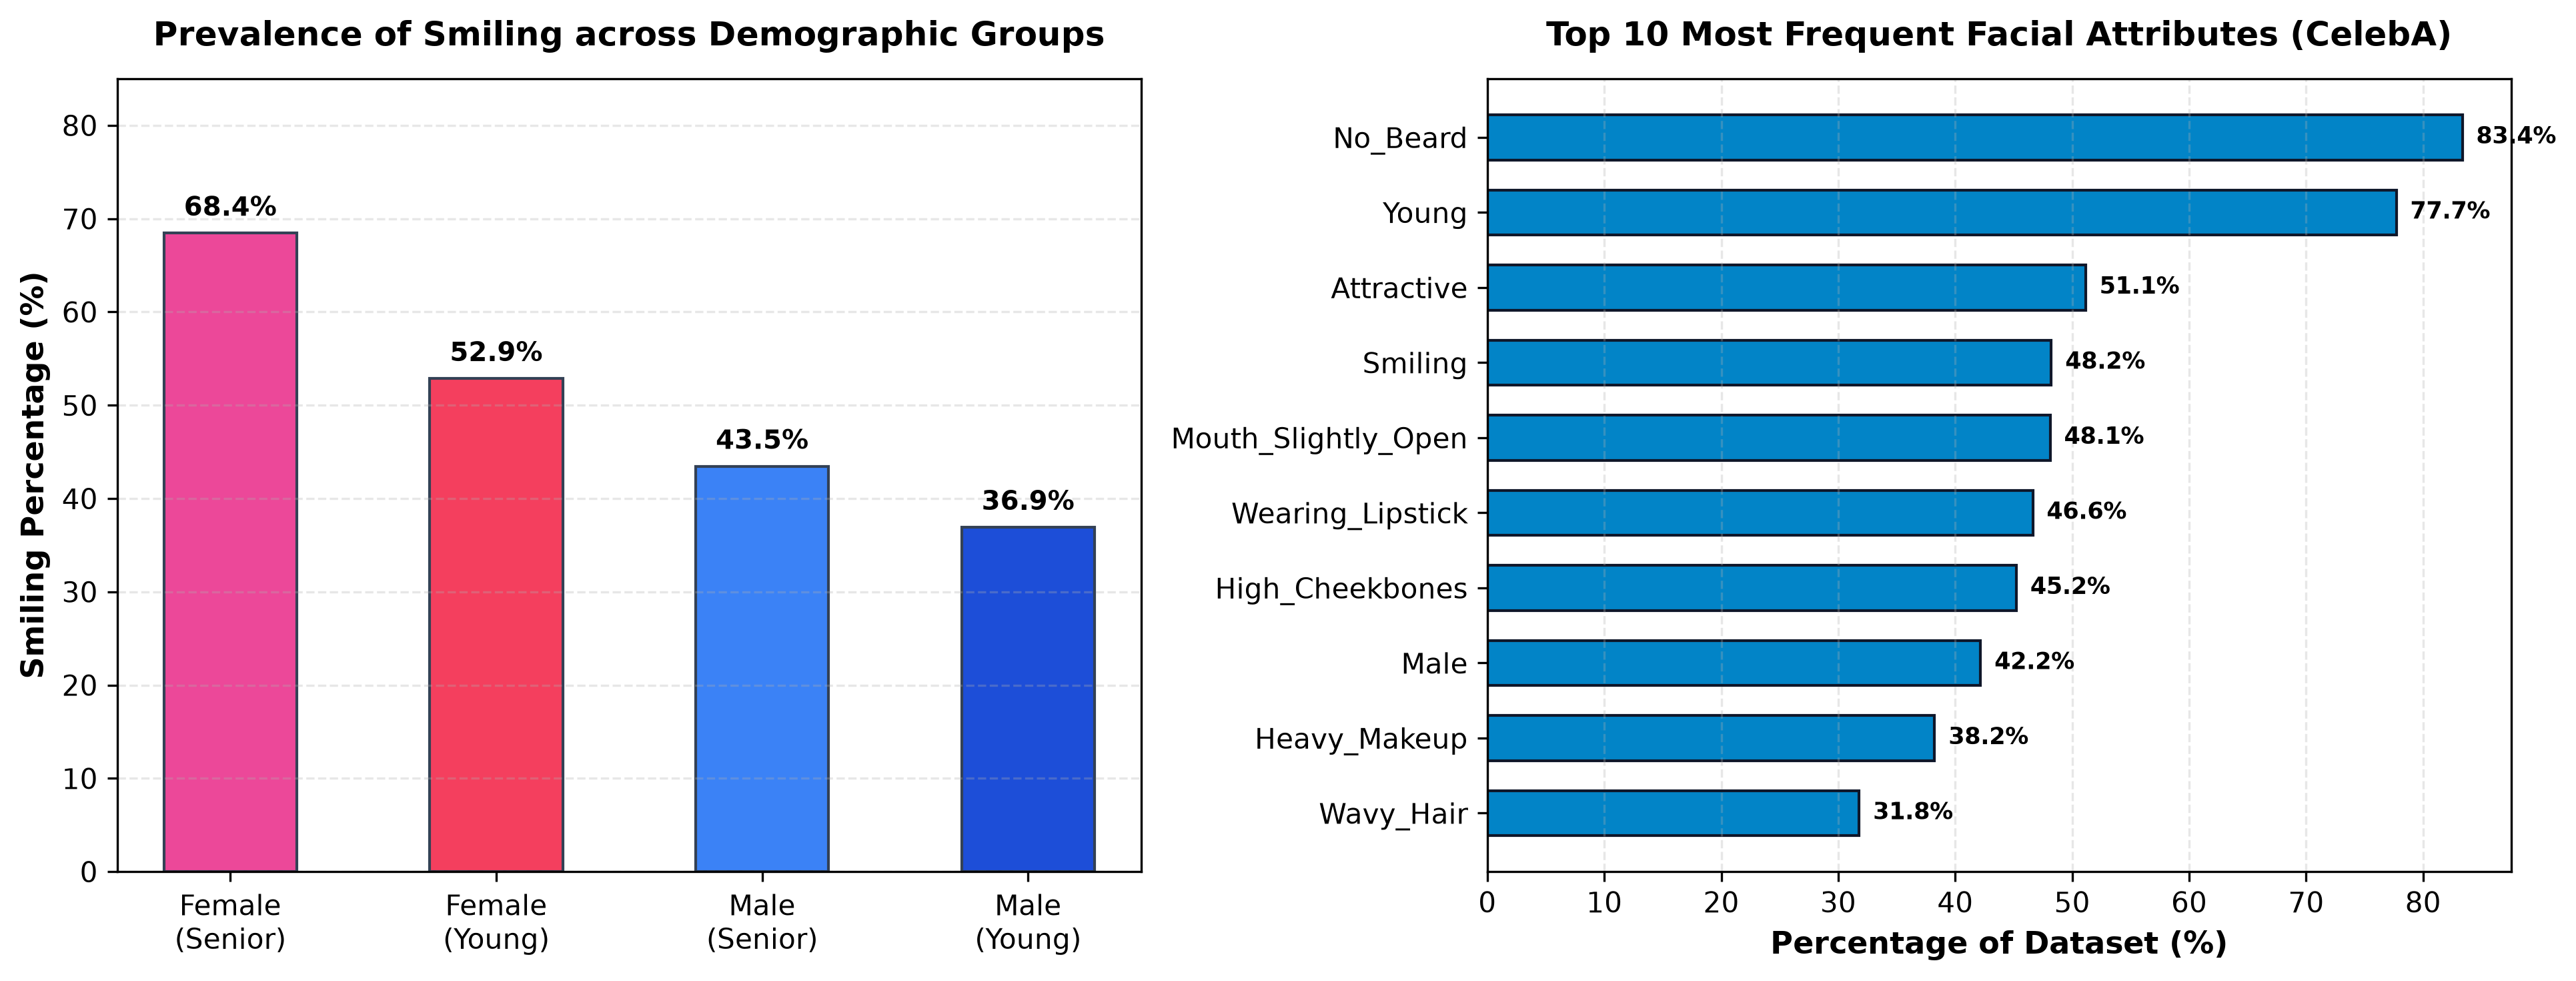 Prevalence of Smiling across Demographic Groups
Smiling Percentage (%)
80
70
60
50
40
30
20
10
0
68.4%
52.9%
43.5%
36.9%
Female
(Senior)
Female
(Young)
Male
(Senior)
Male
(Young)
Top 10 Most Frequent Facial Attributes (CelebA)
No_Beard 83.4%
Young 77.7%
Attractive 51.1%
Smiling 48.2%
Mouth_Slightly_Open 48.1%
Wearing_Lipstick 46.6%
High_Cheekbones 45.2%
Male 42.2%
Heavy_Makeup 38.2%
Wavy_Hair 31.8%
0 10 20 30 40 50 60 70 80
Percentage of Dataset (%)